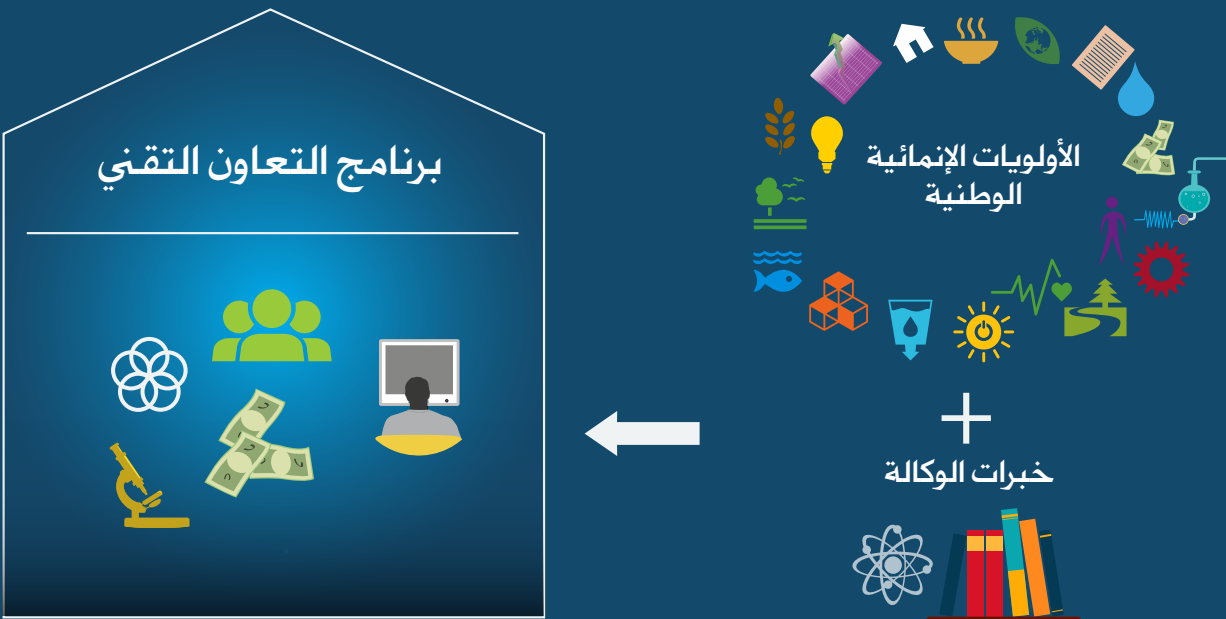 الأولويات الإنمائية
الوطنية
+
خبرات الوكالة
برنامج التعاون التقني